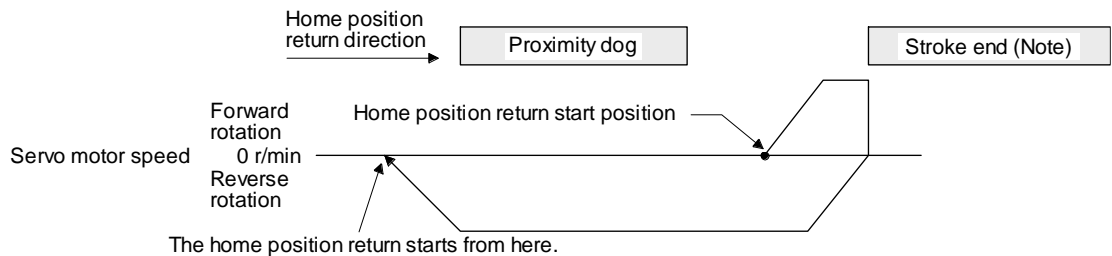 Home position
return direction
Proximity dog
Stroke end (Note)
Forward
rotation
Home position return start position
Servo motor speed
0 r/min
Reverse
rotation
The home position return starts from here.